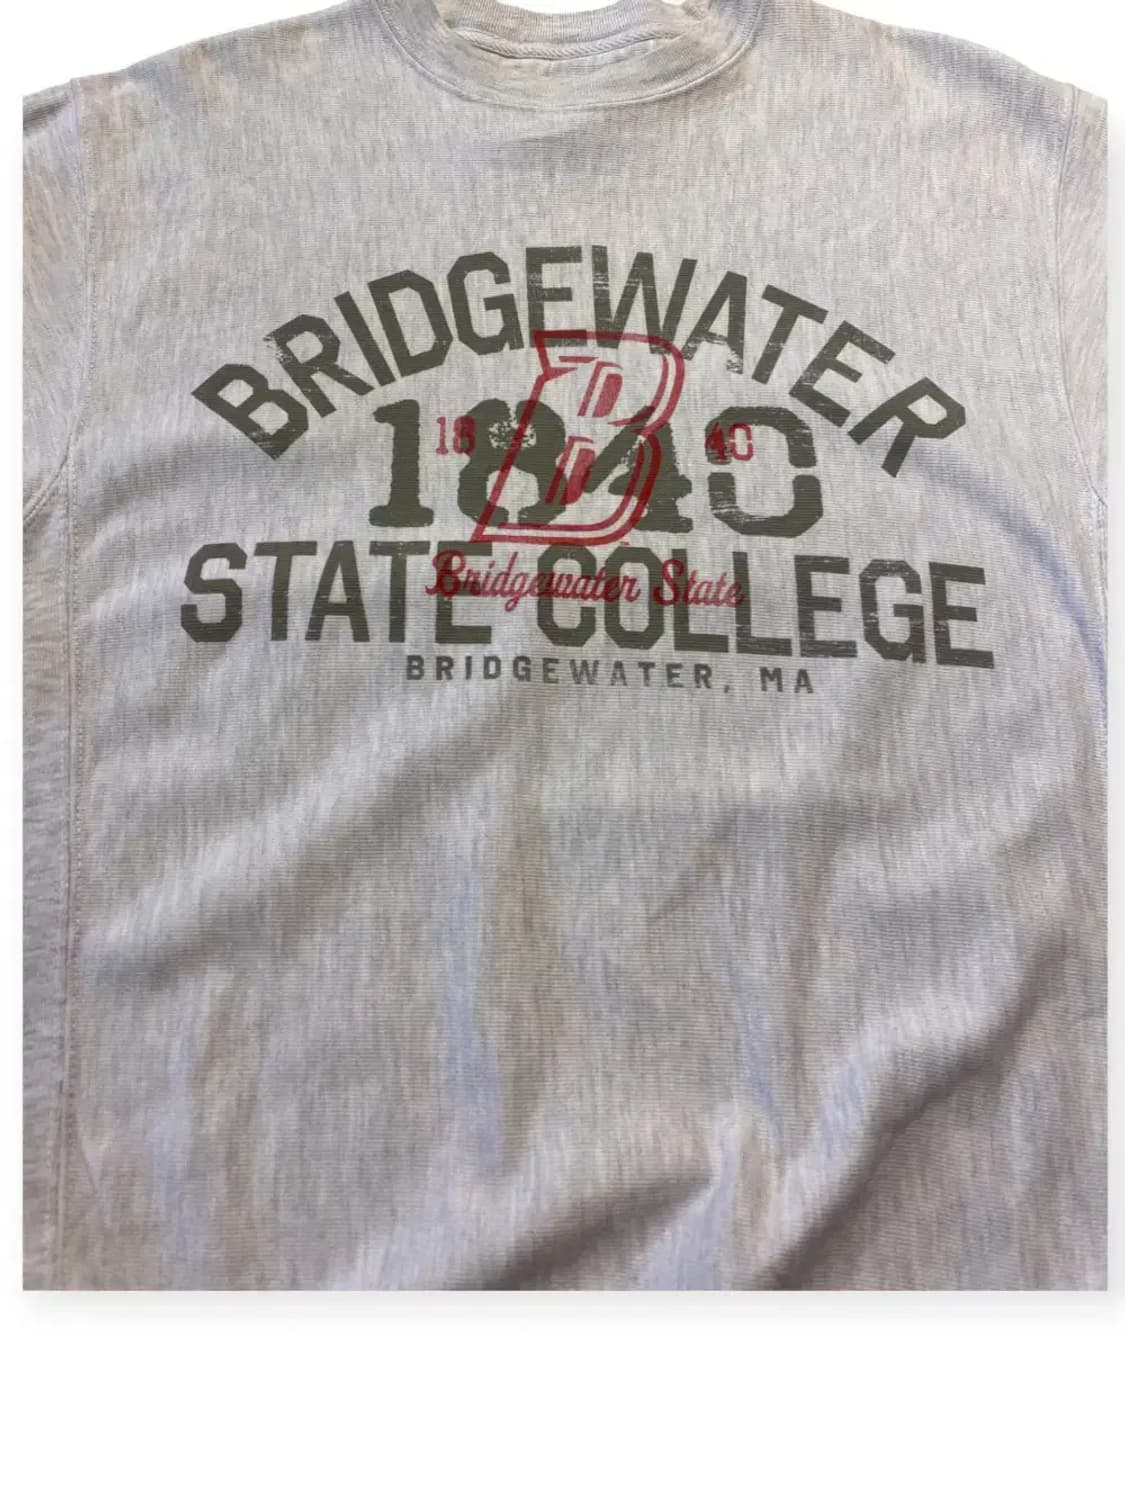 BRIDGEWATER
B
1840
18 40
STATE COLLEGE
Bridgewater State
BRIDGEWATER, MA